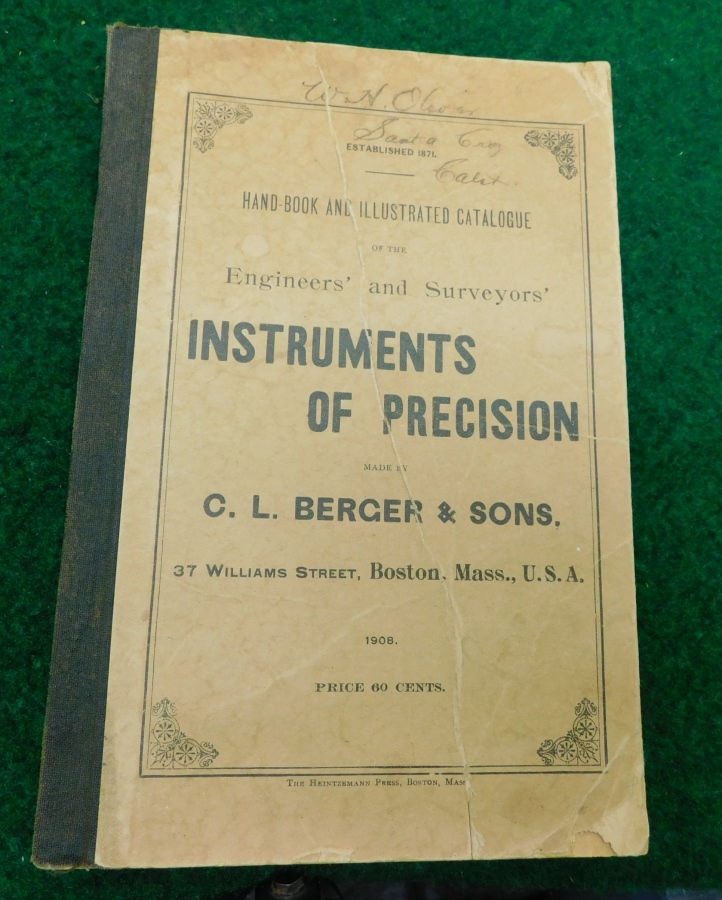 W. H. Oliver
Santa Cruz
ESTABLISHED 1871.
Calif.
HAND-BOOK AND ILLUSTRATED CATALOGUE
OF THE
Engineers' and Surveyors'
INSTRUMENTS
OF PRECISION
MADE BY
C. L. BERGER & SONS.
37 WILLIAMS STREET, Boston, Mass., U.S.A.
1908.
PRICE 60 CENTS.
THE HEINTZEMANN PRESS, BOSTON, MASS